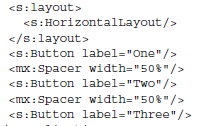 <s:layout>
<s:HorizontalLayout/>
</s:layout>
<s:Button label="One"/>
<mx:Spacer width="50%"/>
<s:Button label="Two"/>
<mx:Spacer width="50%"/>
<s:Button label="Three"/>